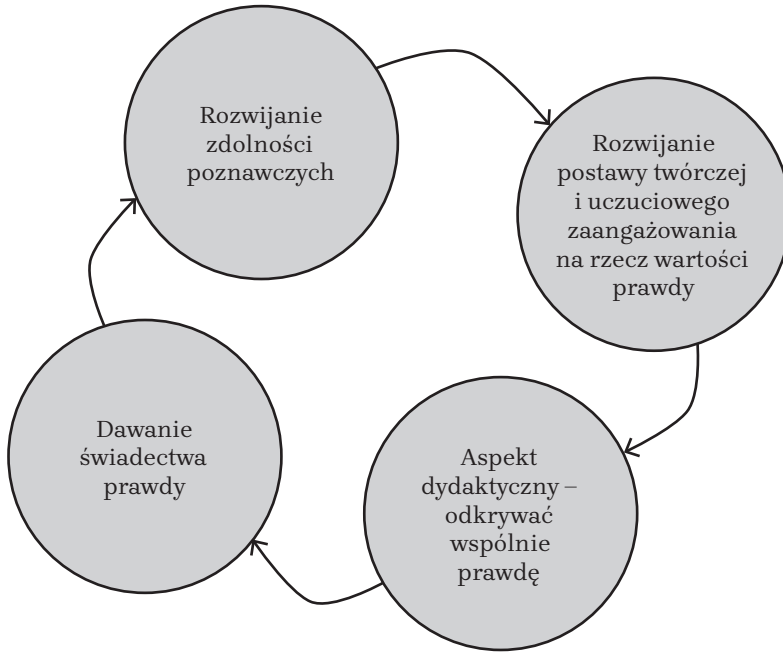 Rozwijanie
zdolności
poznawczych
Rozwijanie
postawy twórczej
i uczuciowego
zaangażowania
na rzecz wartości
prawdy
Aspekt
dydaktyczny –
odkrywać
wspólnie
prawdę
Dawanie
świadectwa
prawdy